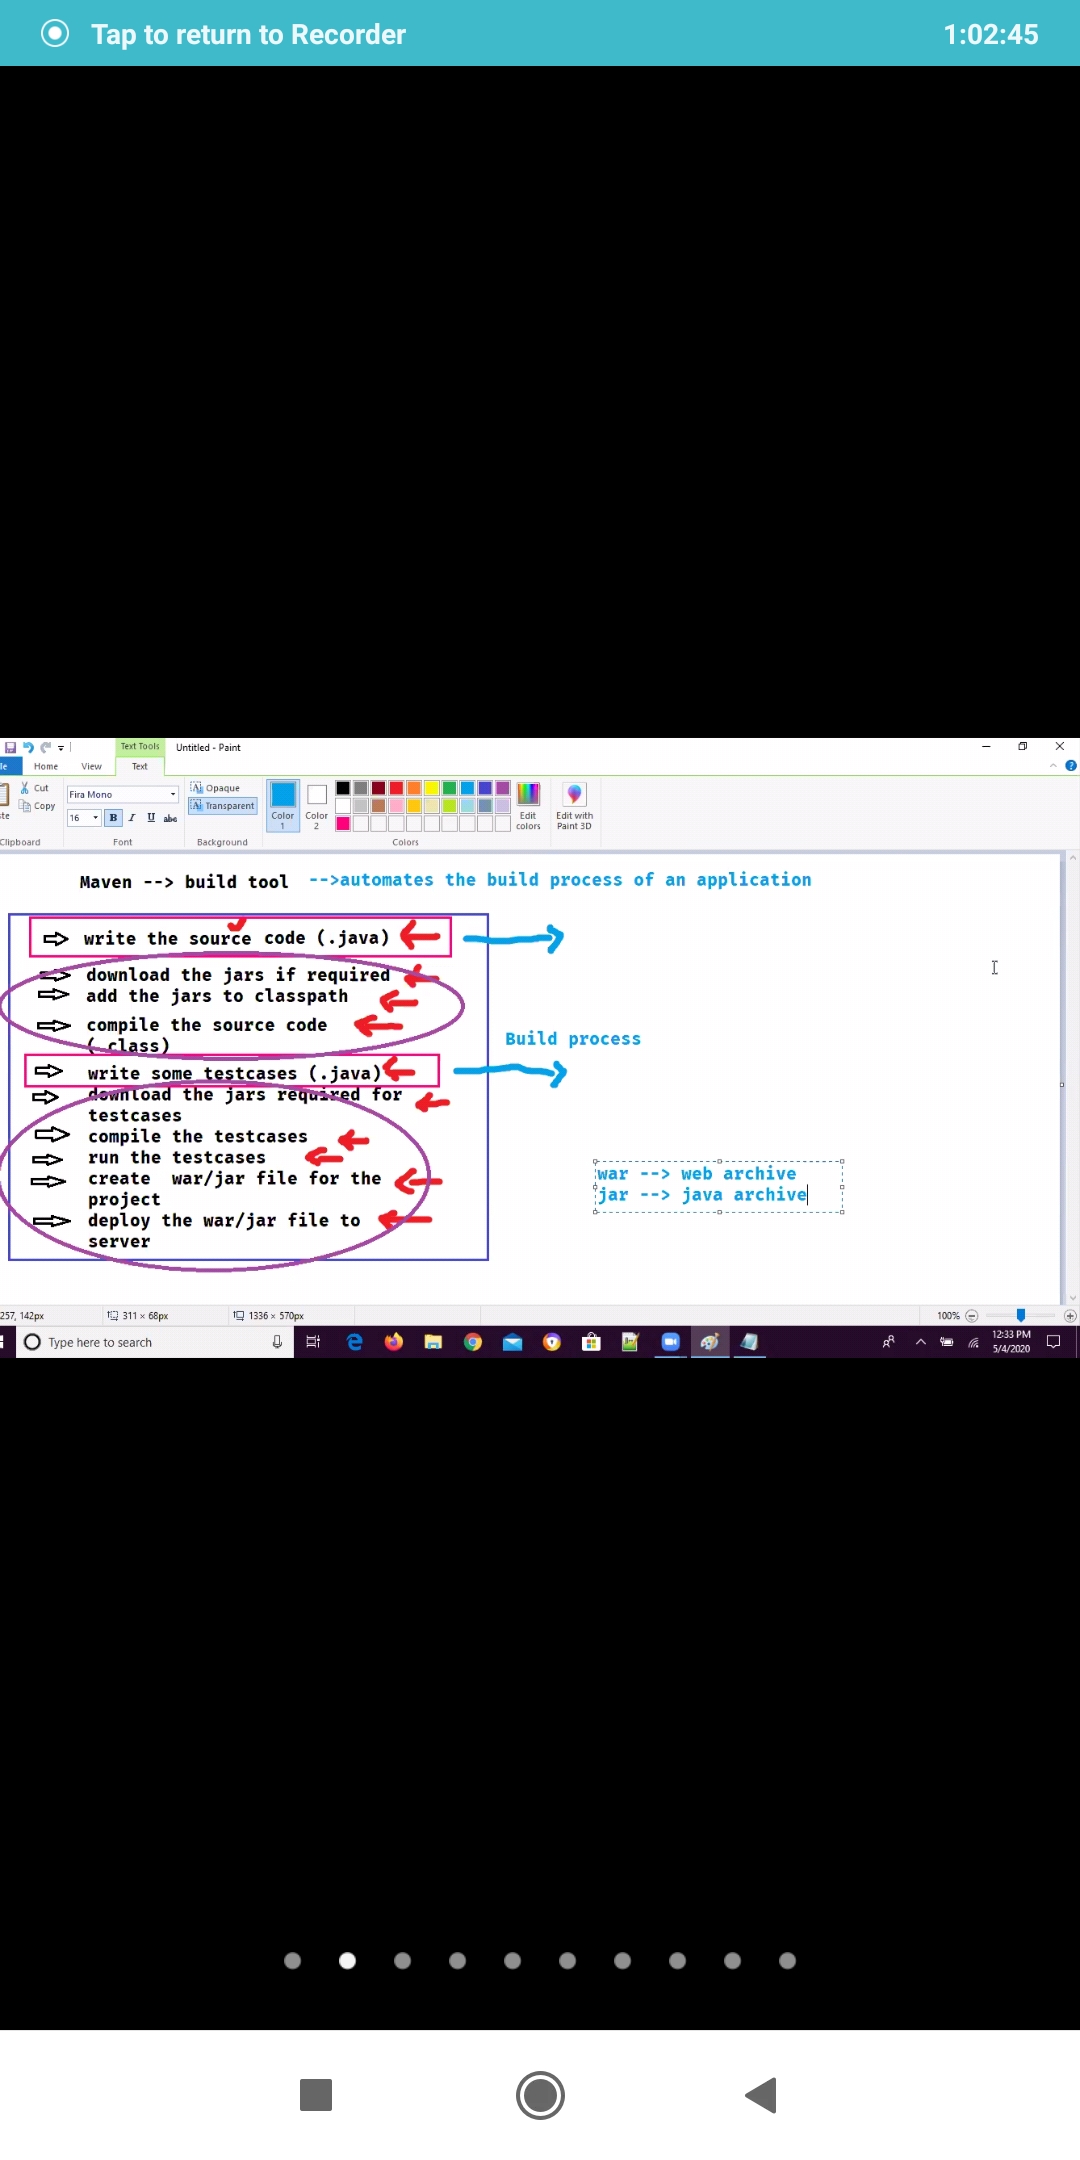 Tap to return to Recorder 1:02:45
Text Tools Untitled - Paint
Home View Text
Cut
Copy
Clipboard
Fira Mono
16 B I U abc
Font
Opaque
Transparent
Background
Color 1
Color 2
Edit colors
Edit with Paint 3D
Colors
Maven --> build tool -->automates the build process of an application
write the source code (.java)
download the jars if required
add the jars to classpath
compile the source code
(.class)
Build process
write some testcases (.java)
download the jars required for
testcases
compile the testcases
run the testcases
create war/jar file for the
project
deploy the war/jar file to
server
war --> web archive
jar --> java archive
257, 142px 311 × 68px 1336 × 570px 100%
Type here to search
12:33 PM
5/4/2020